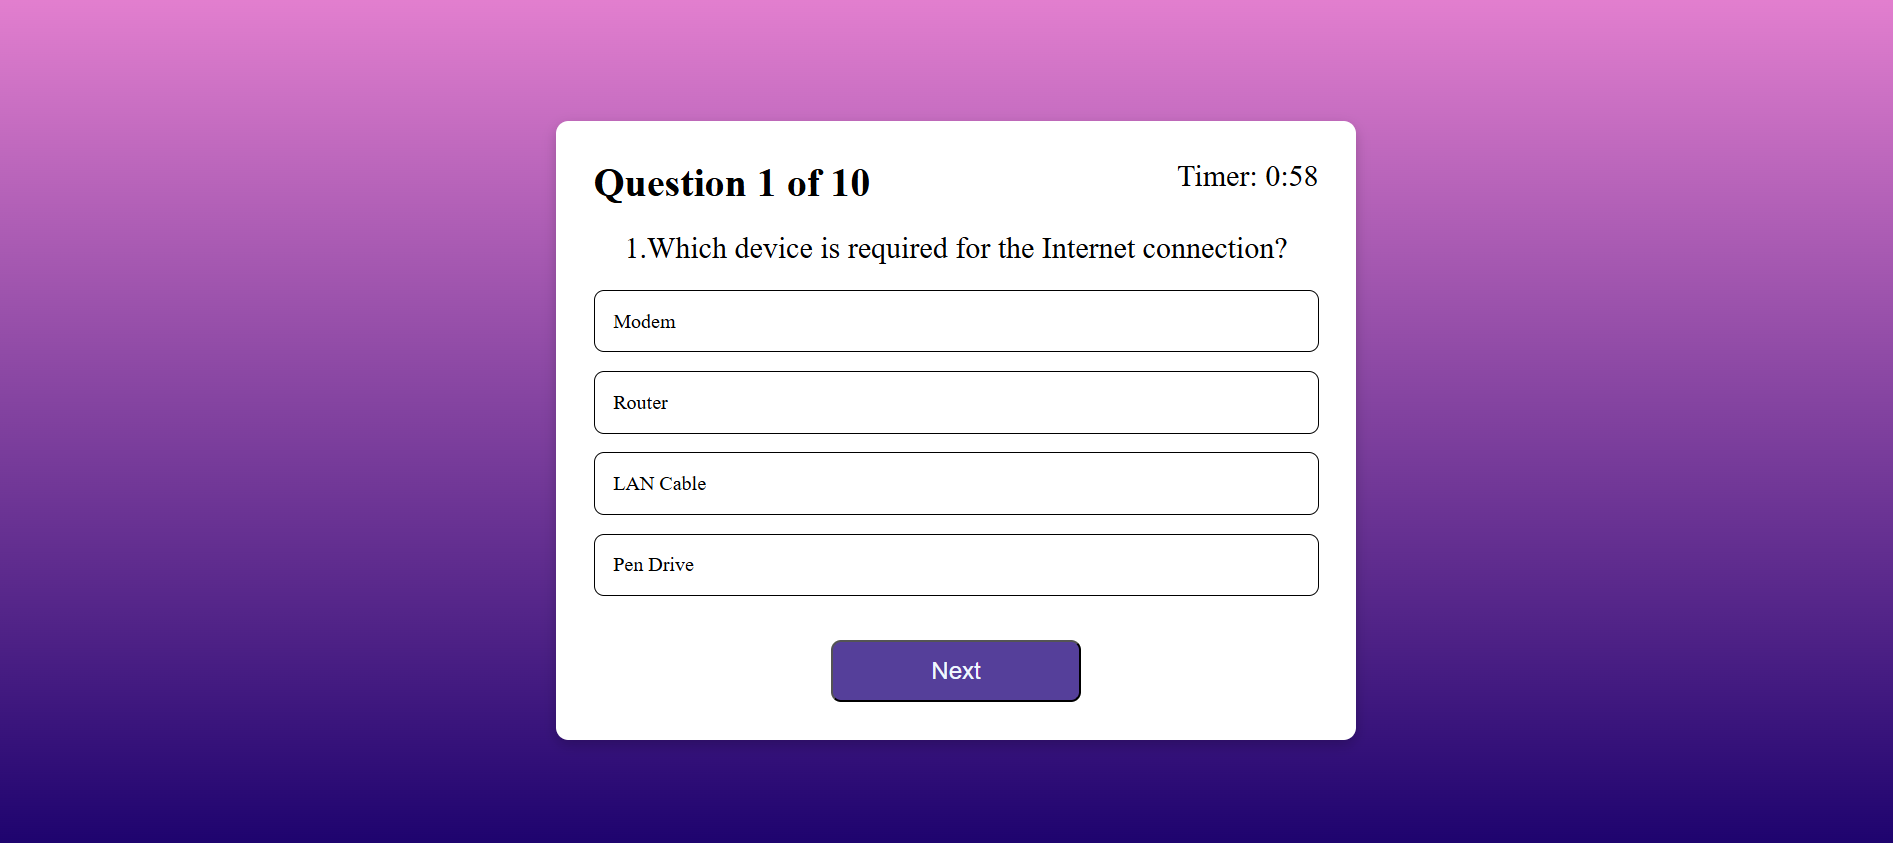 Question 1 of 10
Timer: 0:58
1.Which device is required for the Internet connection?
Modem
Router
LAN Cable
Pen Drive
Next